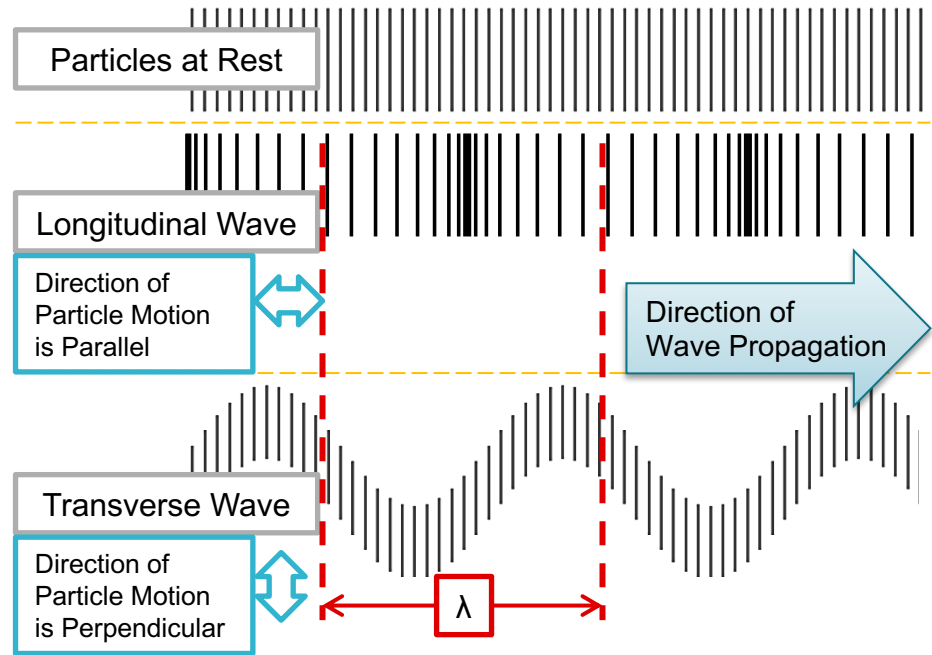 Particles at Rest
Longitudinal Wave
Direction of
Particle Motion
is Parallel
Direction of
Wave Propagation
Transverse Wave
Direction of
Particle Motion
is Perpendicular
λ